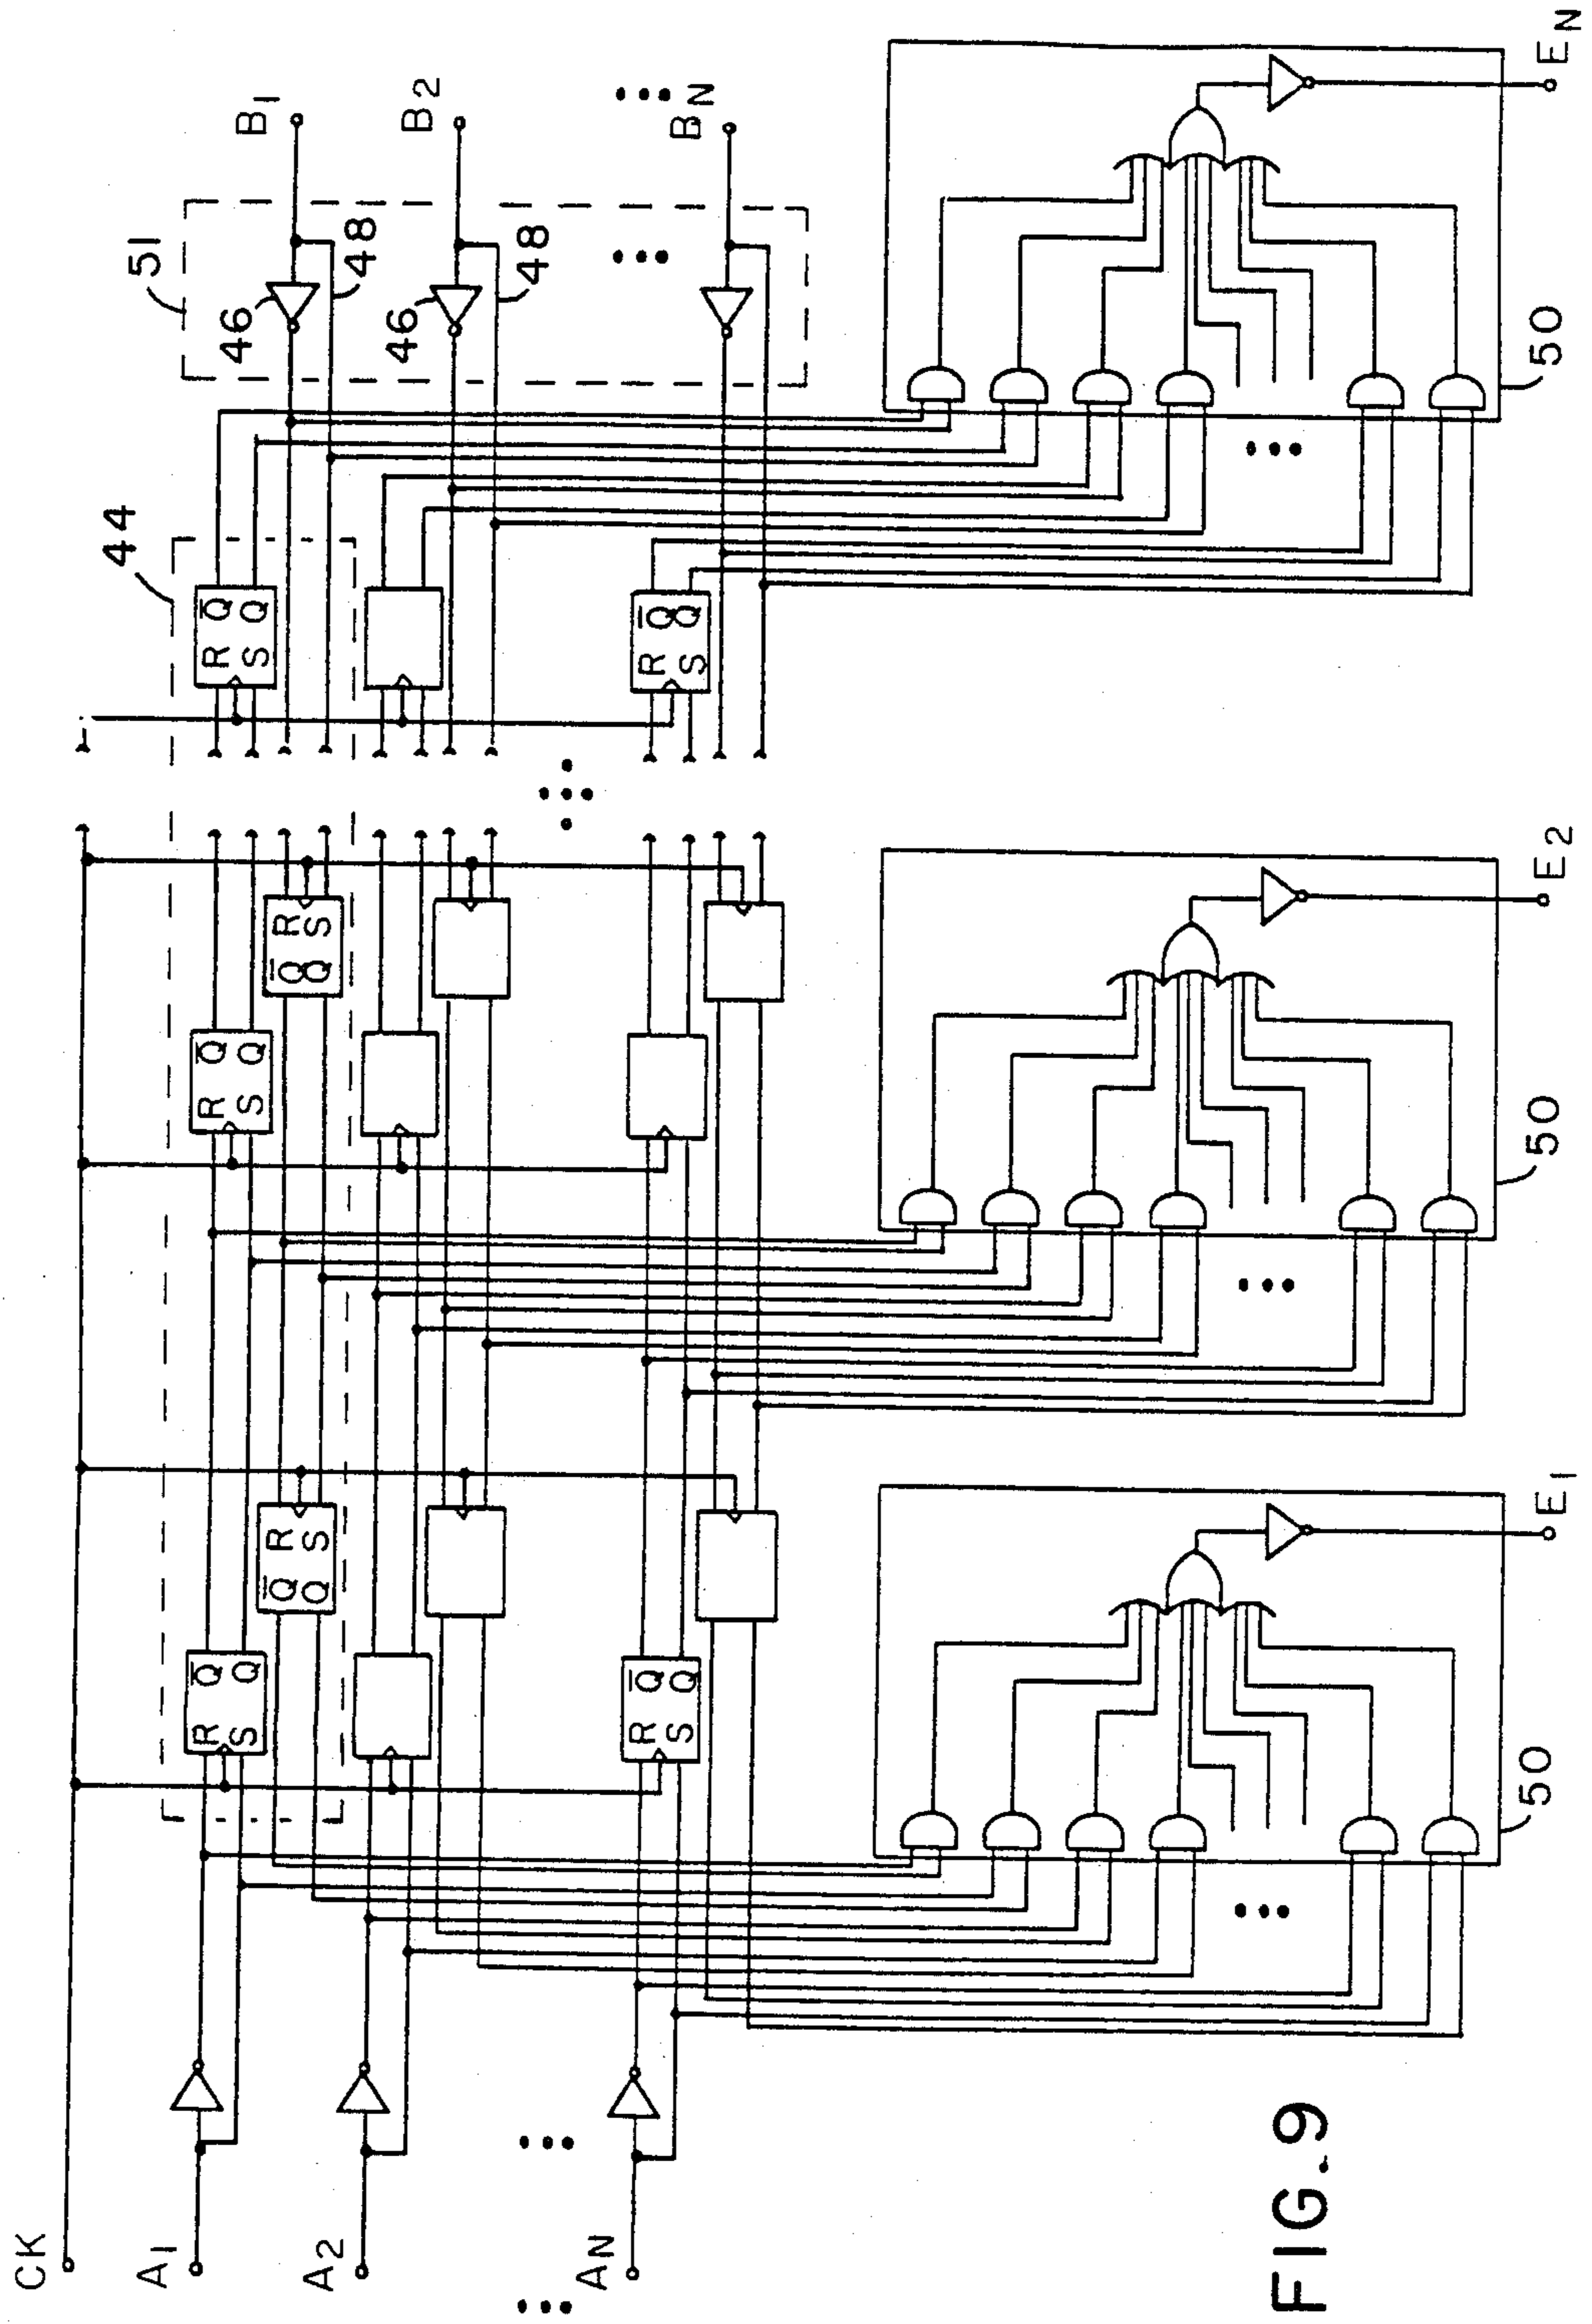 CK
44
51
A1
R Q̄
S Q
R Q̄
S Q
R Q̄
S Q
Q̄ R
Q S
Q̄ R
Q S
46
48
B1
A2
46
48
B2
AN
R Q̄
S Q
R Q̄
S Q
BN
50
50
50
E1
E2
EN
FIG.9